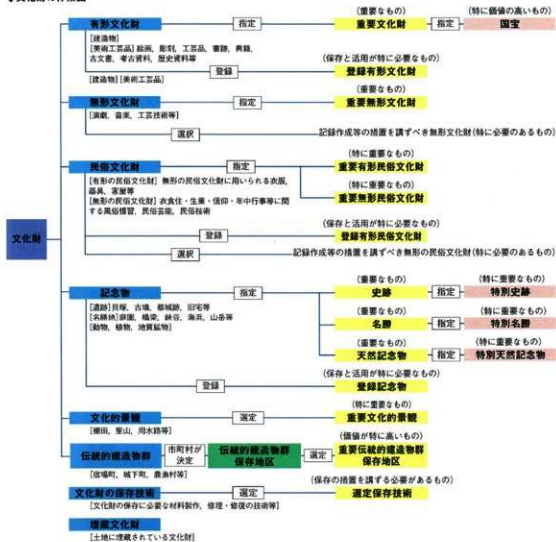 有形文化財
指定
(重要なもの)
重要文化財
指定
(特に価値の高いもの)
国宝
[建造物]
[美術工芸品] 絵画、彫刻、工芸品、書跡、典籍、
古文書、考古資料、歴史資料等
登録
(保存と活用が特に必要なもの)
登録有形文化財
[建造物] [美術工芸品]
無形文化財
指定
(重要なもの)
重要無形文化財
[演劇、音楽、工芸技術等]
選択
記録作成等の措置を講ずべき無形文化財(特に必要のあるもの)
民俗文化財
指定
(特に重要なもの)
重要有形民俗文化財
(特に重要なもの)
重要無形民俗文化財
[有形の民俗文化財] 無形の民俗文化財に用いられる衣服、
器具、家屋等
[無形の民俗文化財] 衣食住・生業・信仰・年中行事等に関
する風俗慣習、民俗芸能、民俗技術
登録
(保存と活用が特に必要なもの)
登録有形民俗文化財
選択
記録作成等の措置を講ずべき無形の民俗文化財(特に必要のあるもの)
文化財
記念物
指定
(重要なもの)
史跡
指定
(特に重要なもの)
特別史跡
[遺跡] 貝塚、古墳、都城跡、旧宅等
[名勝地] 庭園、橋梁、峡谷、海浜、山岳等
[動物、植物、地質鉱物]
(重要なもの)
名勝
指定
(特に重要なもの)
特別名勝
(重要なもの)
天然記念物
指定
(特に重要なもの)
特別天然記念物
登録
(保存と活用が特に必要なもの)
登録記念物
文化的景観
選定
(特に重要なもの)
重要文化的景観
[棚田、里山、用水路等]
伝統的建造物群
市町村が
決定
伝統的建造物群
保存地区
選定
(価値が特に高いもの)
重要伝統的建造物群
保存地区
[宿場町、城下町、農漁村等]
文化財の保存技術
選定
(保存の措置を講ずる必要があるもの)
選定保存技術
[文化財の保存に必要な材料製作、修理・修復の技術等]
埋蔵文化財
[土地に埋蔵されている文化財]